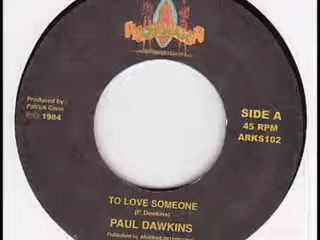 Produced by :
Patrick Cann
℗© 1984
SIDE A
45 RPM
ARKS102
TO LOVE SOMEONE
(P. Dawkins)
PAUL DAWKINS
Published by